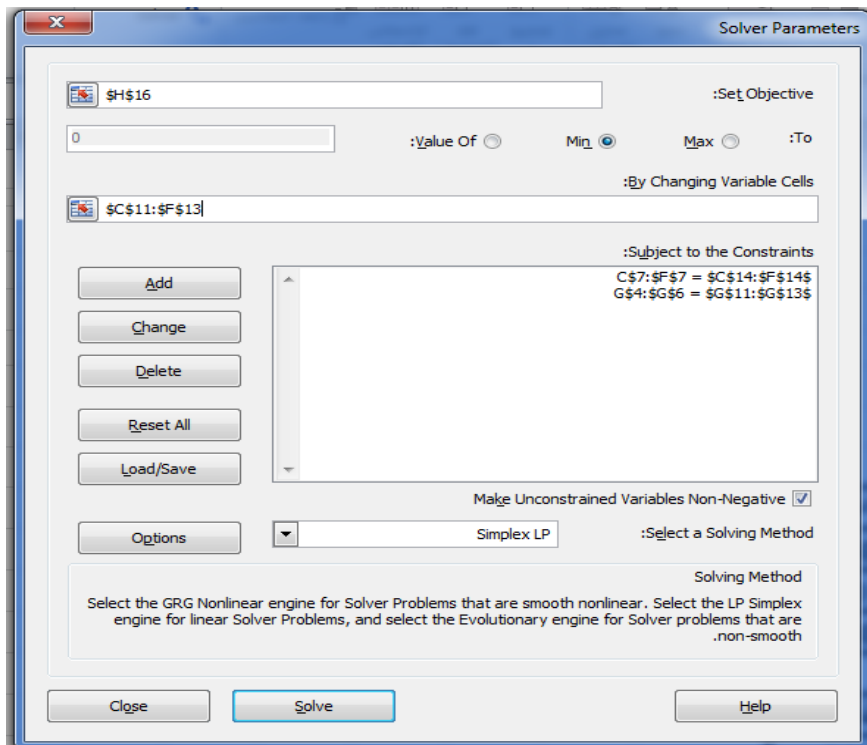 Solver Parameters
$H$16
:Set Objective
0
:Value Of
Min
Max
:To
:By Changing Variable Cells
$C$11:$F$13
:Subject to the Constraints
C$7:$F$7 = $C$14:$F$14$
G$4:$G$6 = $G$11:$G$13$
Add
Change
Delete
Reset All
Load/Save
Make Unconstrained Variables Non-Negative
Options
Simplex LP
:Select a Solving Method
Solving Method
Select the GRG Nonlinear engine for Solver Problems that are smooth nonlinear. Select the LP Simplex
engine for linear Solver Problems, and select the Evolutionary engine for Solver problems that are
.non-smooth
Close
Solve
Help